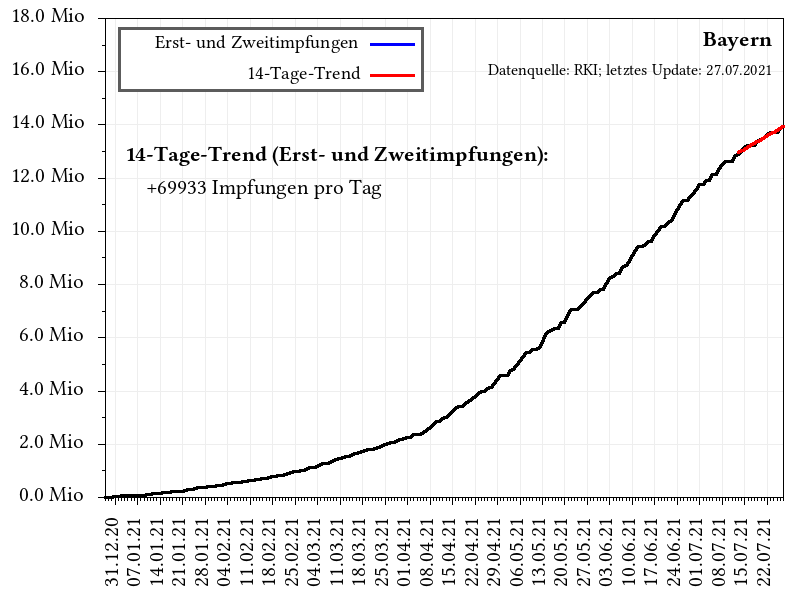 18.0 Mio
16.0 Mio
14.0 Mio
12.0 Mio
10.0 Mio
8.0 Mio
6.0 Mio
4.0 Mio
2.0 Mio
0.0 Mio
Erst- und Zweitimpfungen
14-Tage-Trend
Bayern
Datenquelle: RKI; letztes Update: 27.07.2021
14-Tage-Trend (Erst- und Zweitimpfungen):
+69933 Impfungen pro Tag
31.12.20
07.01.21
14.01.21
21.01.21
28.01.21
04.02.21
11.02.21
18.02.21
25.02.21
04.03.21
11.03.21
18.03.21
25.03.21
01.04.21
08.04.21
15.04.21
22.04.21
29.04.21
06.05.21
13.05.21
20.05.21
27.05.21
03.06.21
10.06.21
17.06.21
24.06.21
01.07.21
08.07.21
15.07.21
22.07.21